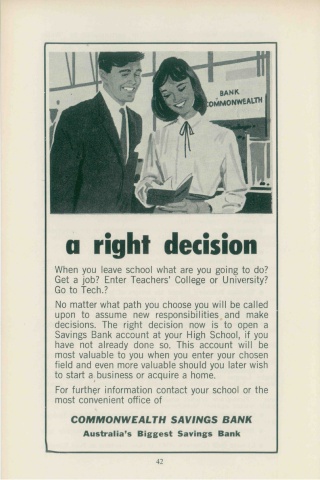 BANK
COMMONWEALTH
a right decision
When you leave school what are you going to do?
Get a job? Enter Teachers' College or University?
Go to Tech.?
No matter what path you choose you will be called
upon to assume new responsibilities and make
decisions. The right decision now is to open a
Savings Bank account at your High School, if you
have not already done so. This account will be
most valuable to you when you enter your chosen
field and even more valuable should you later wish
to start a business or acquire a home.
For further information contact your school or the
most convenient office of
COMMONWEALTH SAVINGS BANK
Australia's Biggest Savings Bank
42